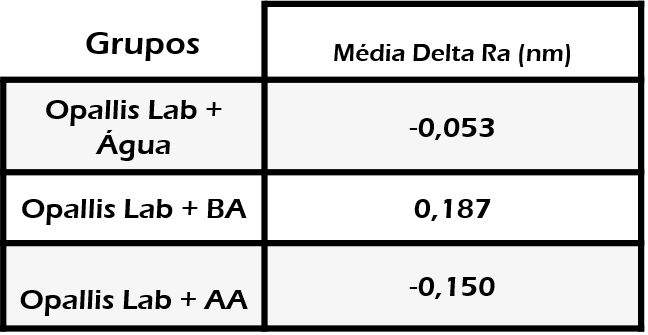 Grupos
Média Delta Ra (nm)
Opallis Lab +
Água
-0,053
Opallis Lab + BA
0,187
Opallis Lab + AA
-0,150